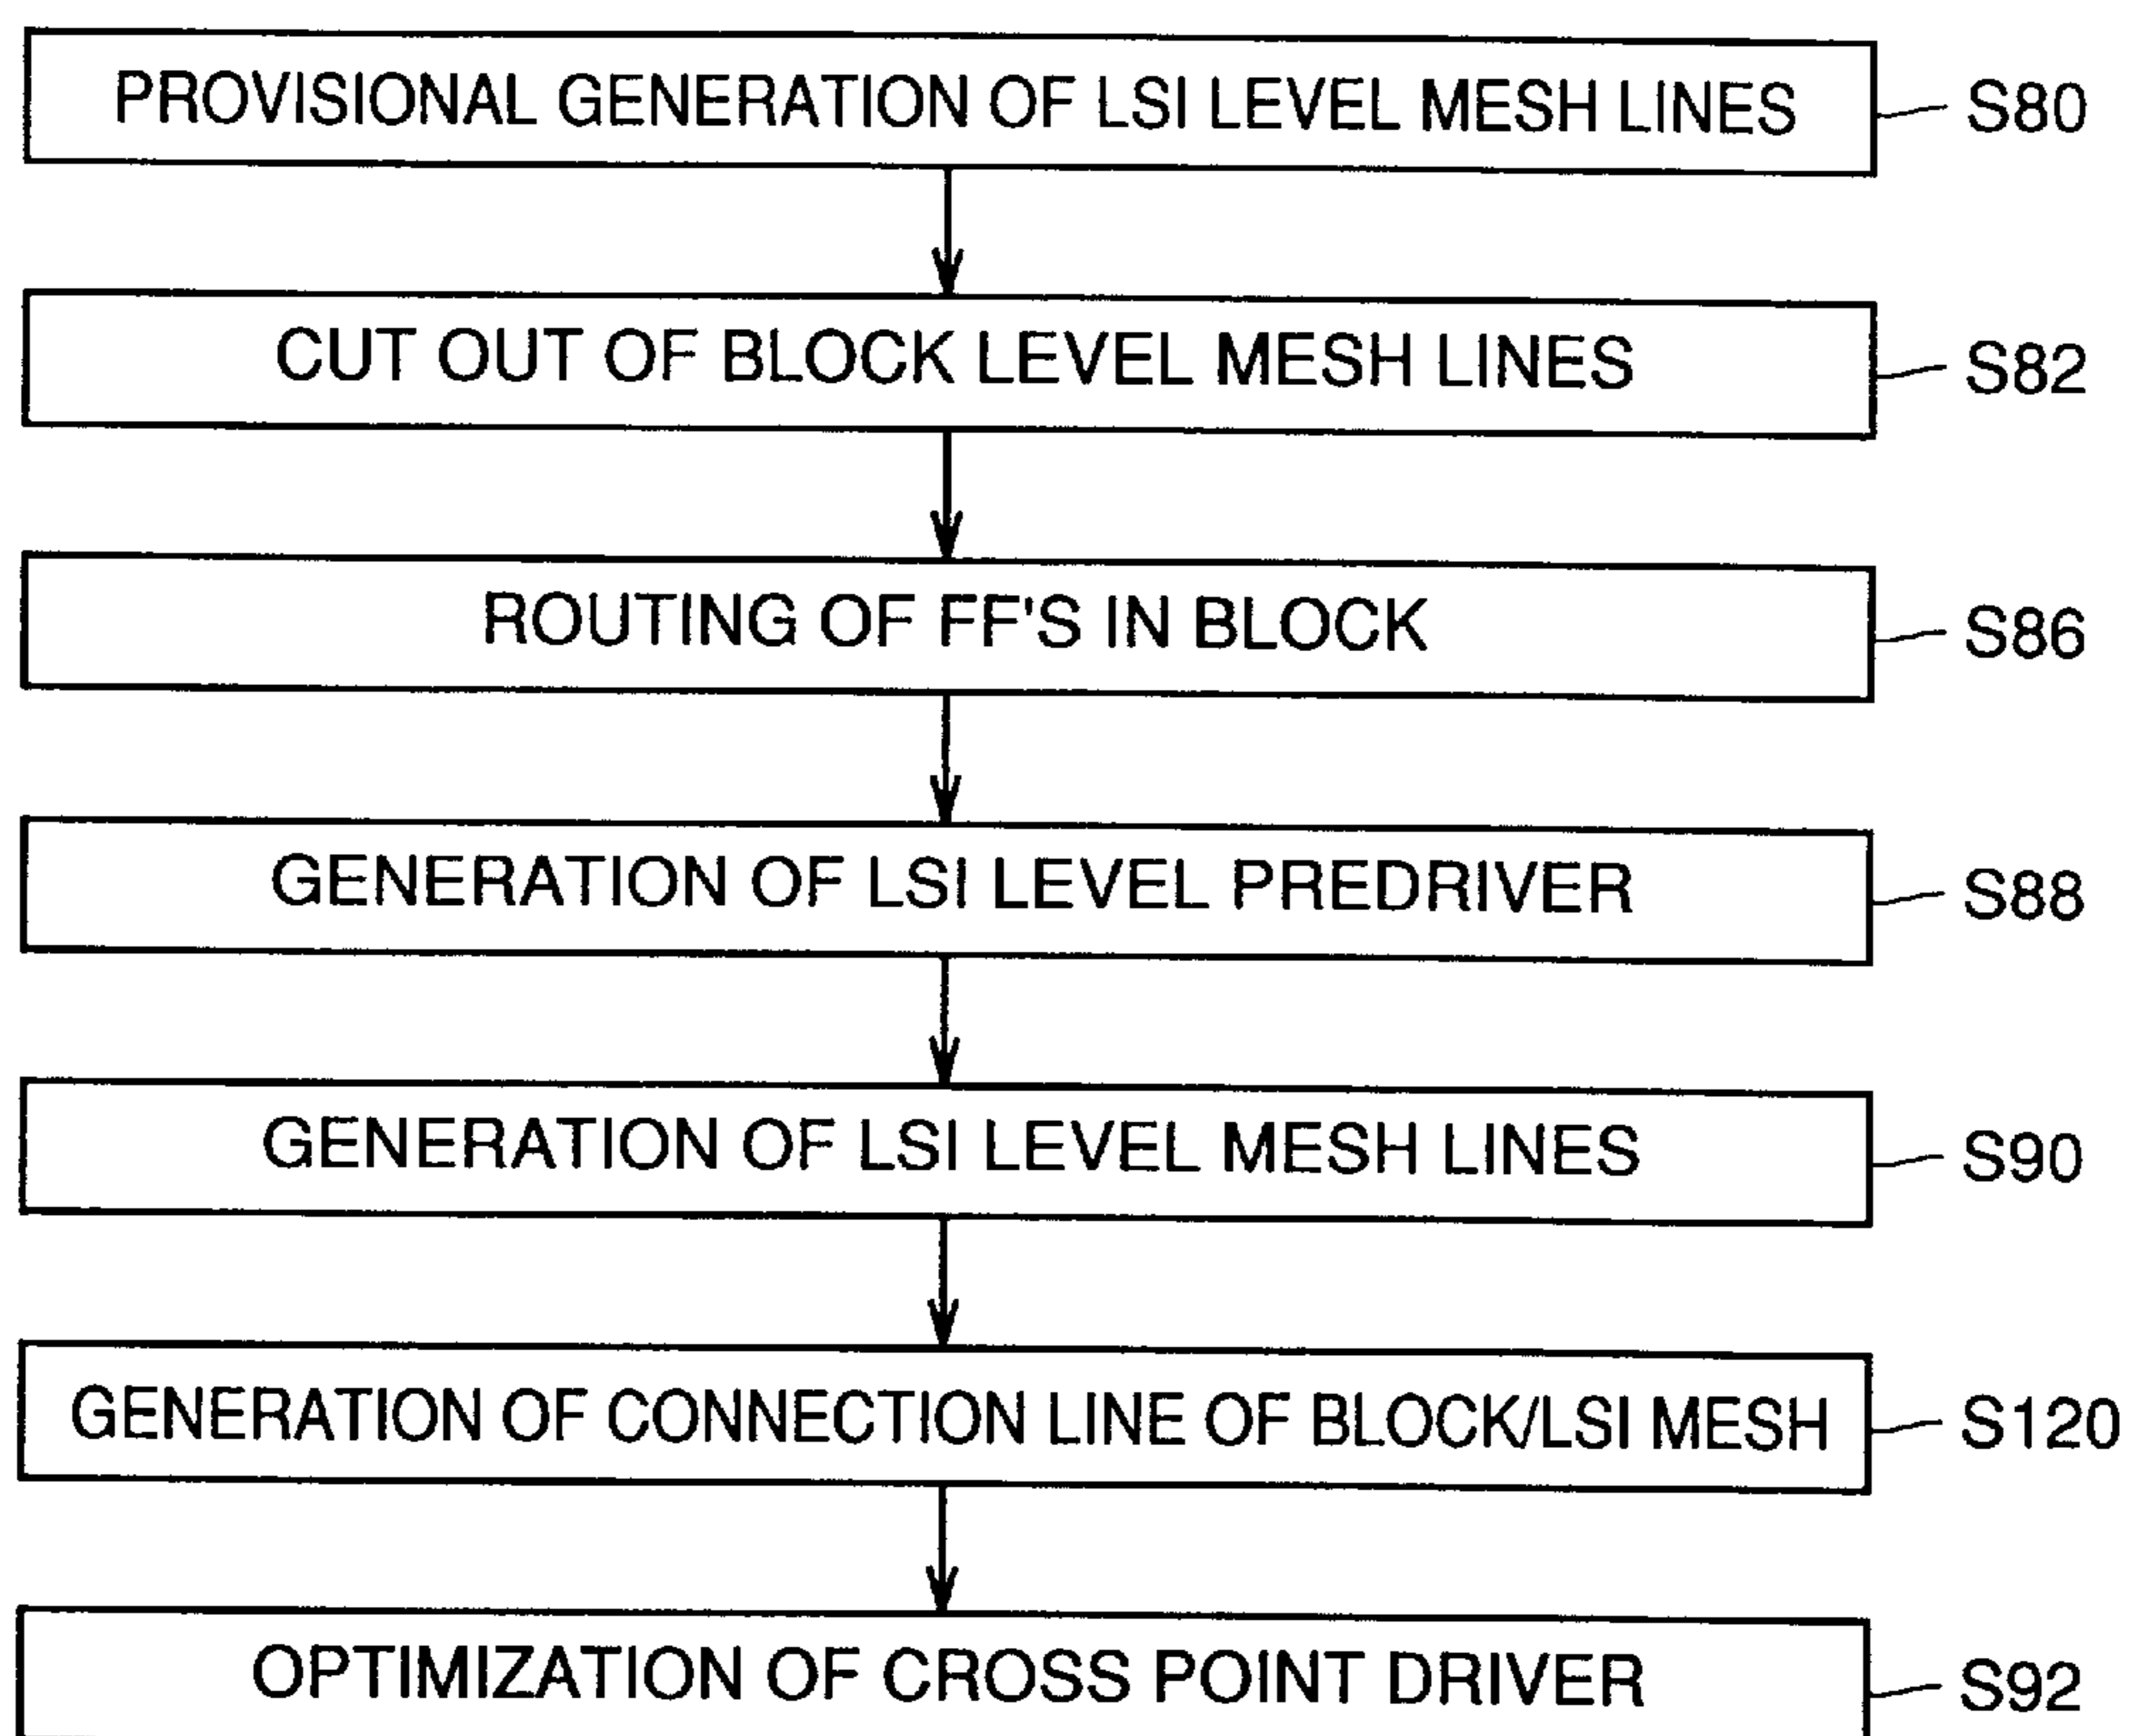 PROVISIONAL GENERATION OF LSI LEVEL MESH LINES S80
CUT OUT OF BLOCK LEVEL MESH LINES S82
ROUTING OF FF'S IN BLOCK S86
GENERATION OF LSI LEVEL PREDRIVER S88
GENERATION OF LSI LEVEL MESH LINES S90
GENERATION OF CONNECTION LINE OF BLOCK/LSI MESH S120
OPTIMIZATION OF CROSS POINT DRIVER S92